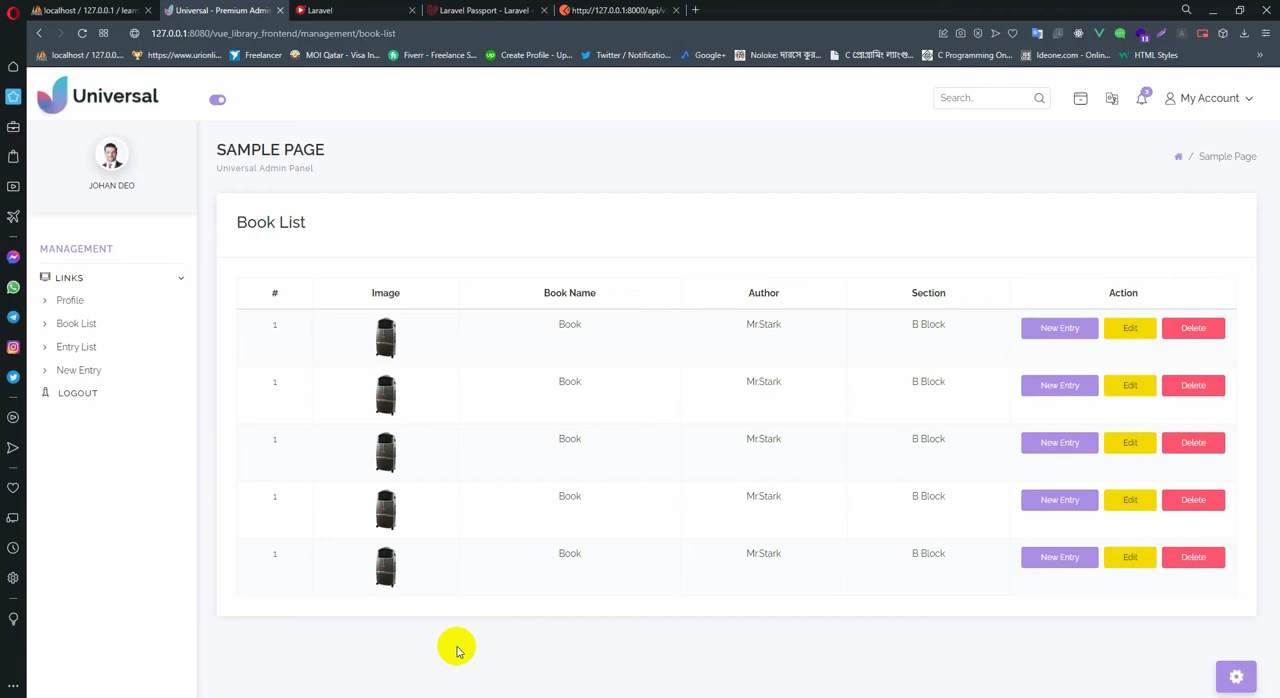 localhost / 127.0.0.1 / learn
Universal - Premium Admi
Laravel
Laravel Passport - Laravel -
http://127.0.0.1:8000/api/v
127.0.0.1:8080/vue_library_frontend/management/book-list
localhost / 127.0.0....
https://www.urionli...
Freelancer
MOI Qatar - Visa In...
Fiverr - Freelance S...
Create Profile - Up...
Twitter / Notificatio...
Google+
C Programming On...
Ideone.com - Onlin...
HTML Styles
Universal
Search..
3
My Account
JOHAN DEO
SAMPLE PAGE
Universal Admin Panel
/ Sample Page
MANAGEMENT
LINKS
Profile
Book List
Entry List
New Entry
LOGOUT
Book List
# Image Book Name Author Section Action
1 Book Mr.Stark B Block New Entry Edit Delete
1 Book Mr.Stark B Block New Entry Edit Delete
1 Book Mr.Stark B Block New Entry Edit Delete
1 Book Mr.Stark B Block New Entry Edit Delete
1 Book Mr.Stark B Block New Entry Edit Delete